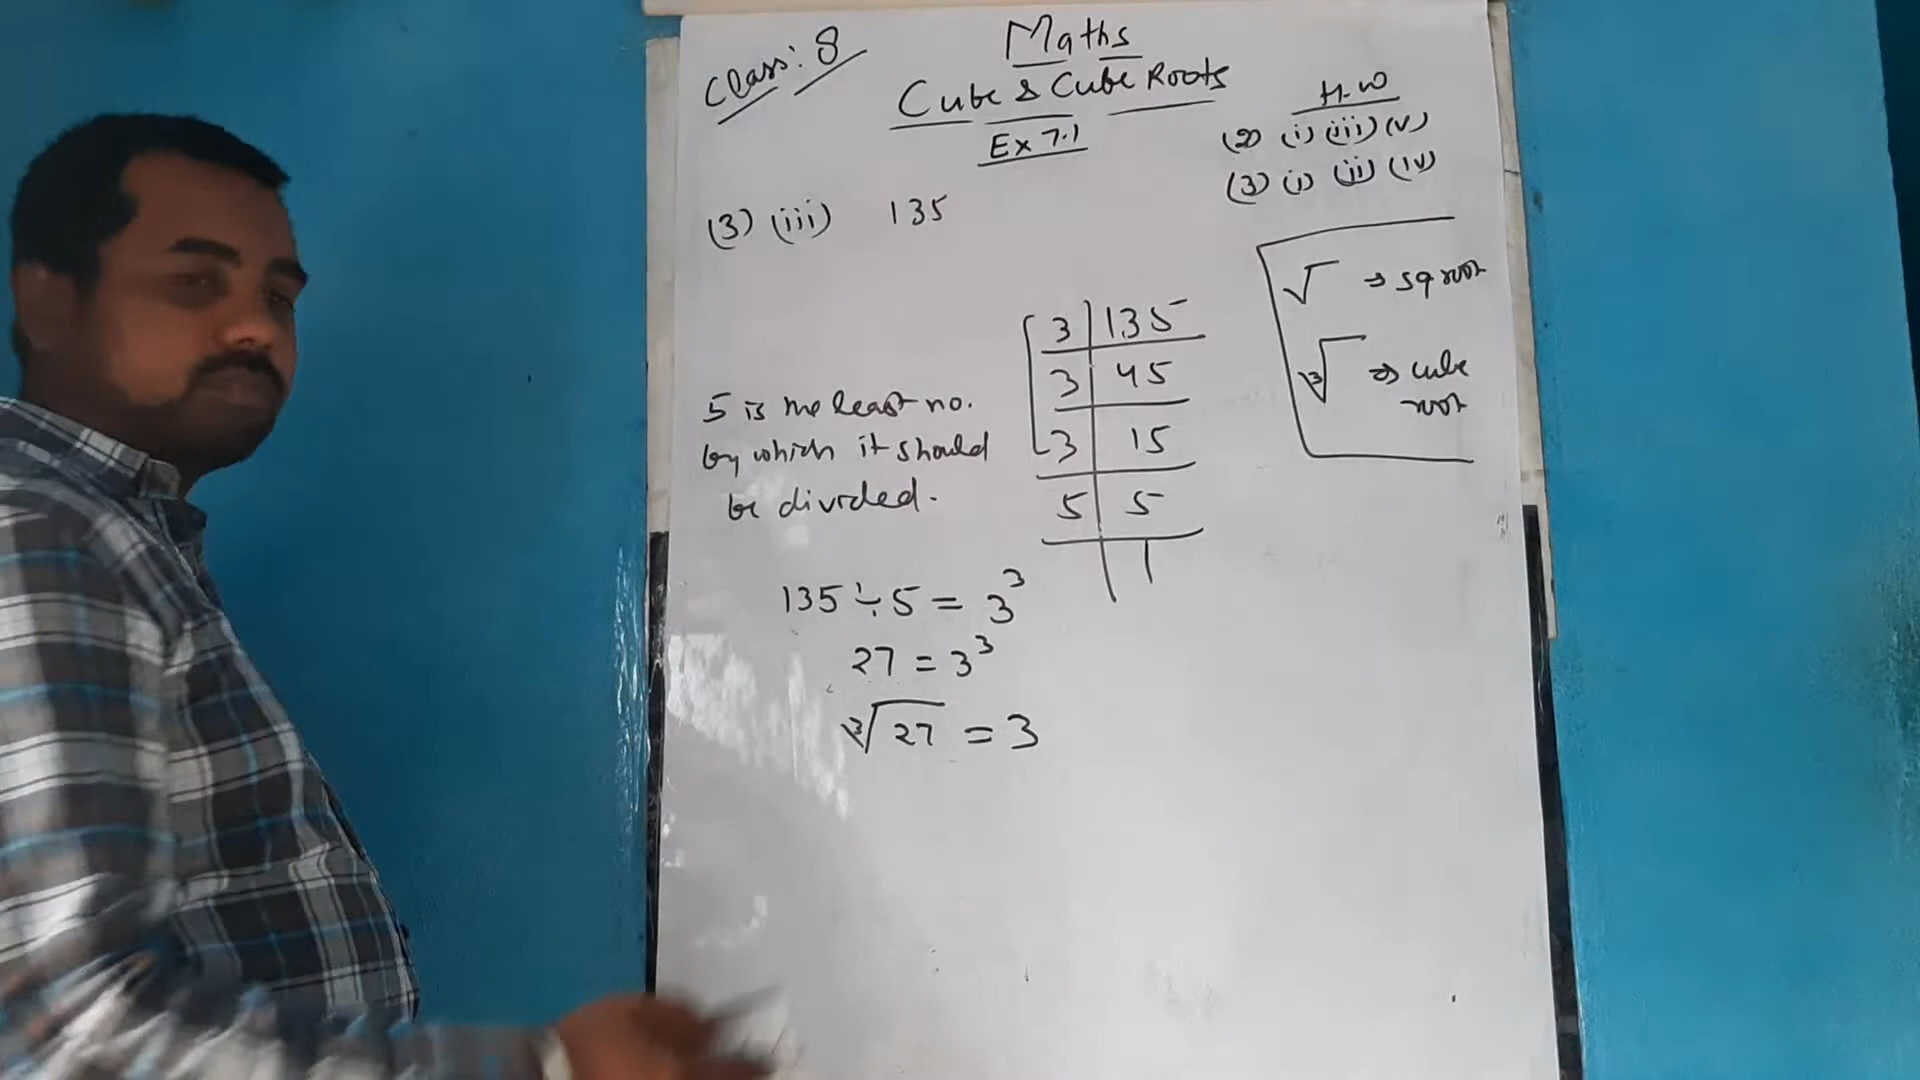 Class: 8
Maths
Cube & Cube Roots
Ex 7.1
H.W
(2) (i) (iii) (v)
(3) (i) (ii) (iv)
(3) (iii) 135
√ ⇒ sq root
∛ ⇒ cube
root
3 | 135
3 | 45
3 | 15
5 | 5
| 1
5 is the least no.
by which it should
be divided.
135 ÷ 5 = 3³
27 = 3³
∛27 = 3